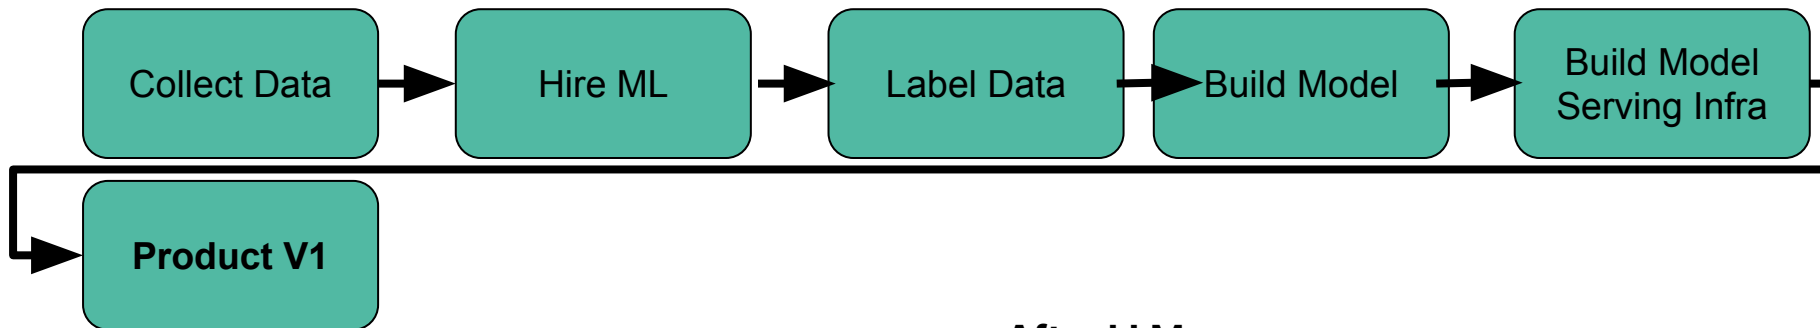 Collect Data
Hire ML
Label Data
Build Model
Build Model
Serving Infra
Product V1